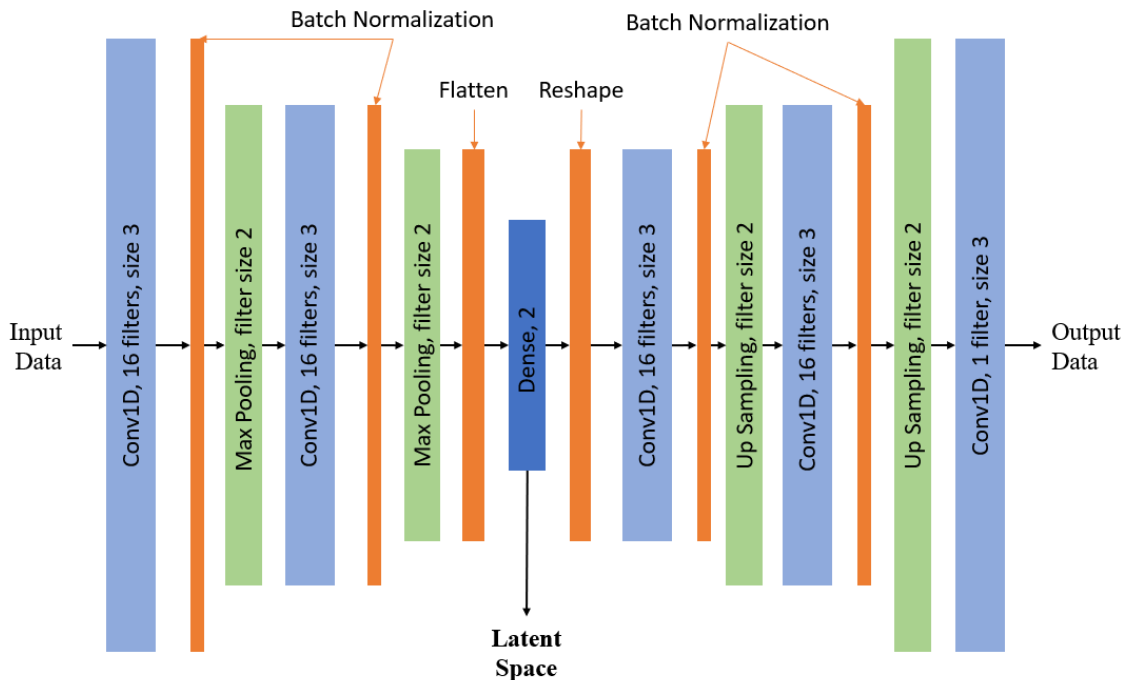 Batch Normalization
Batch Normalization
Flatten
Reshape
Input
Data
Conv1D, 16 filters, size 3
Max Pooling, filter size 2
Conv1D, 16 filters, size 3
Max Pooling, filter size 2
Dense, 2
Conv1D, 16 filters, size 3
Up Sampling, filter size 2
Conv1D, 16 filters, size 3
Up Sampling, filter size 2
Conv1D, 1 filter, size 3
Output
Data
Latent
Space